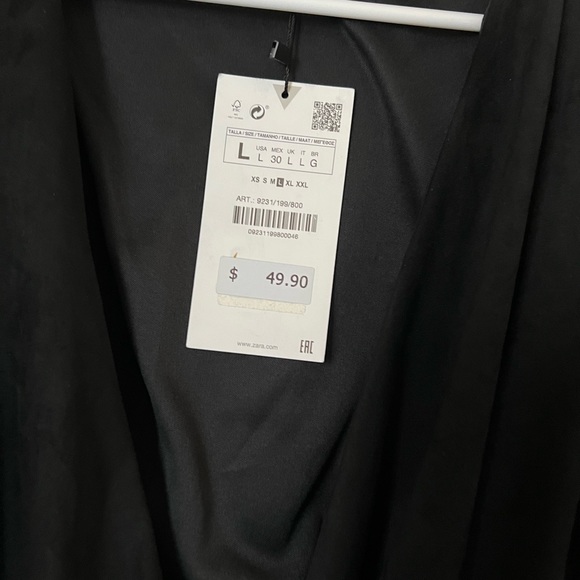 TALLA / SIZE / TAMANHO / TAILLE / MAAT / МЯГЕВОZ
L USA MEX UK IT BR
L 30 L L G
XS S M L XL XXL
ART.: 9231/199/800
09231199800046
$ 49.90
www.zara.com
EAC